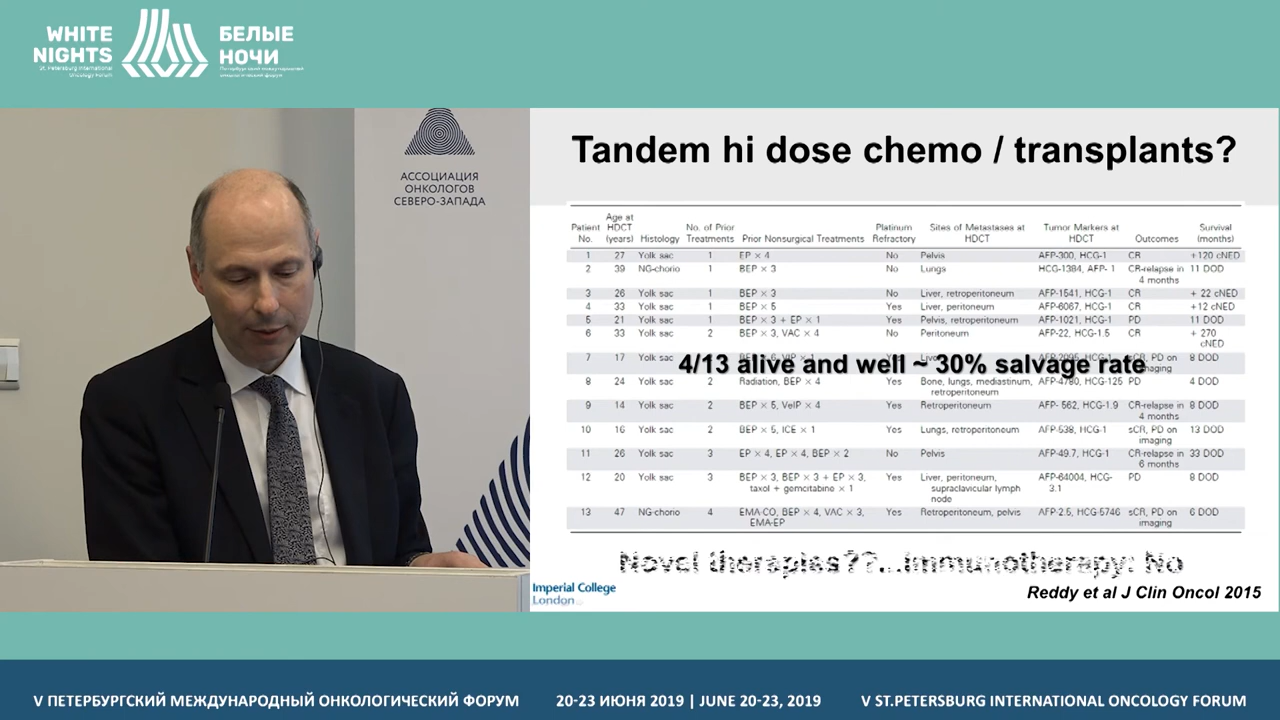 WHITE
NIGHTS
St. Petersburg International
Oncology Forum
БЕЛЫЕ
НОЧИ
Петербургский международный
онкологический форум
АССОЦИАЦИЯ
ОНКОЛОГОВ
СЕВЕРО-ЗАПАДА
Tandem hi dose chemo / transplants?
Patient No. Age at HDCT (years) Histology No. of Prior Treatments Prior Nonsurgical Treatments Platinum Refractory Sites of Metastases at HDCT Tumor Markers at HDCT Outcomes Survival (months)
1 27 Yolk sac 1 EP × 4 No Pelvis AFP-300, HCG-1 CR +120 cNED
2 39 NG-chorio 1 BEP × 3 No Lungs HCG-1384, AFP- 1 CR-relapse in 4 months 11 DOD
3 26 Yolk sac 1 BEP × 3 No Liver, retroperitoneum AFP-1541, HCG-1 CR + 22 cNED
4 33 Yolk sac 1 BEP × 5 Yes Liver, peritoneum AFP-6067, HCG-1 CR +12 cNED
5 21 Yolk sac 1 BEP × 3 + EP × 1 Yes Pelvis, retroperitoneum AFP-1021, HCG-1 PD 11 DOD
6 33 Yolk sac 2 BEP × 3, VAC × 4 No Peritoneum AFP-22, HCG-1.5 CR + 270 cNED
7 17 Yolk sac 8 DOD
4/13 alive and well ~ 30% salvage rate
8 24 Yolk sac 2 Radiation, BEP × 4 Yes Bone, lungs, mediastinum, retroperitoneum AFP-4780, HCG-125 PD 4 DOD
9 14 Yolk sac 2 BEP × 5, VeIP × 4 Yes Retroperitoneum AFP- 562, HCG-1.9 CR-relapse in 4 months 8 DOD
10 16 Yolk sac 2 BEP × 5, ICE × 1 Yes Lungs, retroperitoneum AFP-538, HCG-1 sCR, PD on imaging 13 DOD
11 26 Yolk sac 3 EP × 4, EP × 4, BEP × 2 No Pelvis AFP-49.7, HCG-1 CR-relapse in 6 months 33 DOD
12 20 Yolk sac 3 BEP × 3, BEP × 3 + EP × 3, taxol + gemcitabine × 1 Yes Liver, peritoneum, supraclavicular lymph node AFP-64004, HCG-3.1 PD 8 DOD
13 47 NG-chorio 4 EMA-CO, BEP × 4, VAC × 3, EMA-EP Yes Retroperitoneum, pelvis AFP-2.5, HCG-5746 sCR, PD on imaging 6 DOD
Novel therapies??...immunotherapy: No
Imperial College
London
Reddy et al J Clin Oncol 2015
V ПЕТЕРБУРГСКИЙ МЕЖДУНАРОДНЫЙ ОНКОЛОГИЧЕСКИЙ ФОРУМ 20-23 ИЮНЯ 2019 | JUNE 20-23, 2019 V ST.PETERSBURG INTERNATIONAL ONCOLOGY FORUM